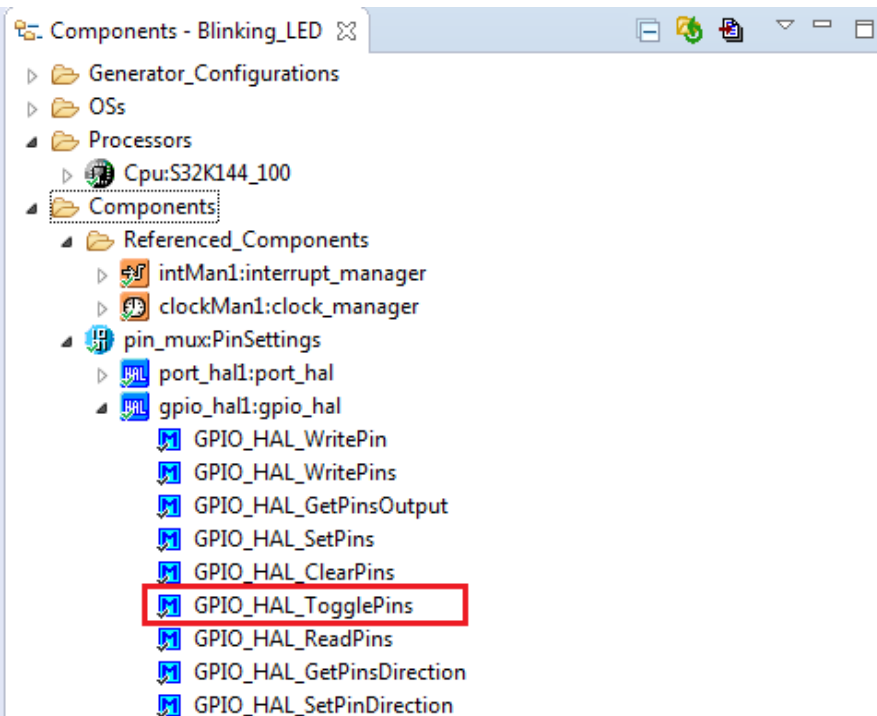 Components - Blinking_LED
Generator_Configurations
OSs
Processors
Cpu:S32K144_100
Components
Referenced_Components
intMan1:interrupt_manager
clockMan1:clock_manager
pin_mux:PinSettings
port_hal1:port_hal
gpio_hal1:gpio_hal
GPIO_HAL_WritePin
GPIO_HAL_WritePins
GPIO_HAL_GetPinsOutput
GPIO_HAL_SetPins
GPIO_HAL_ClearPins
GPIO_HAL_TogglePins
GPIO_HAL_ReadPins
GPIO_HAL_GetPinsDirection
GPIO_HAL_SetPinDirection